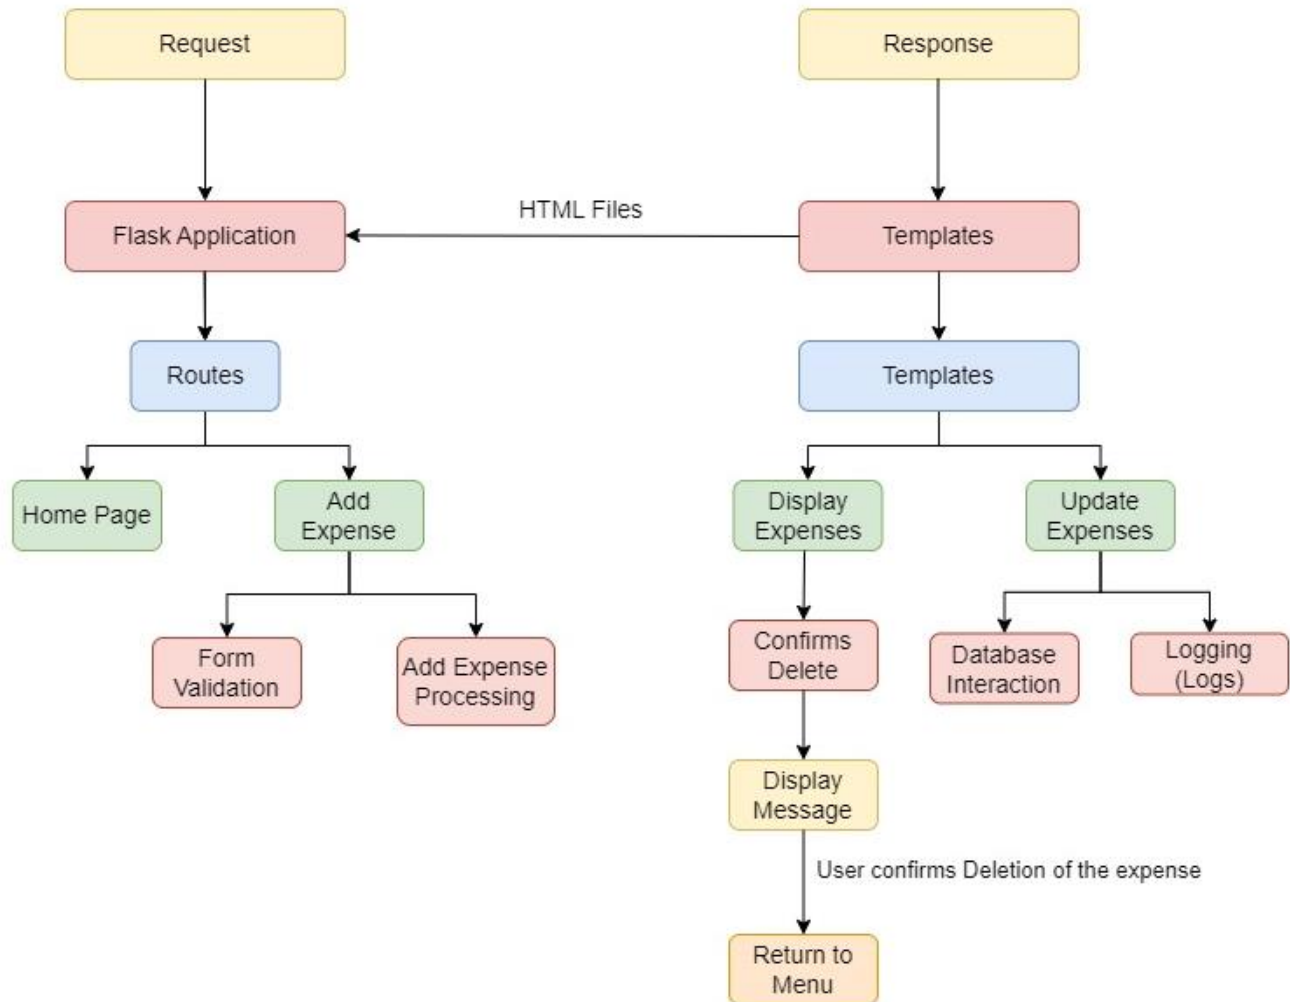 Request
Response
HTML Files
Flask Application
Templates
Routes
Templates
Home Page
Add
Expense
Display
Expenses
Update
Expenses
Form
Validation
Add Expense
Processing
Confirms
Delete
Database
Interaction
Logging
(Logs)
Display
Message
User confirms Deletion of the expense
Return to
Menu